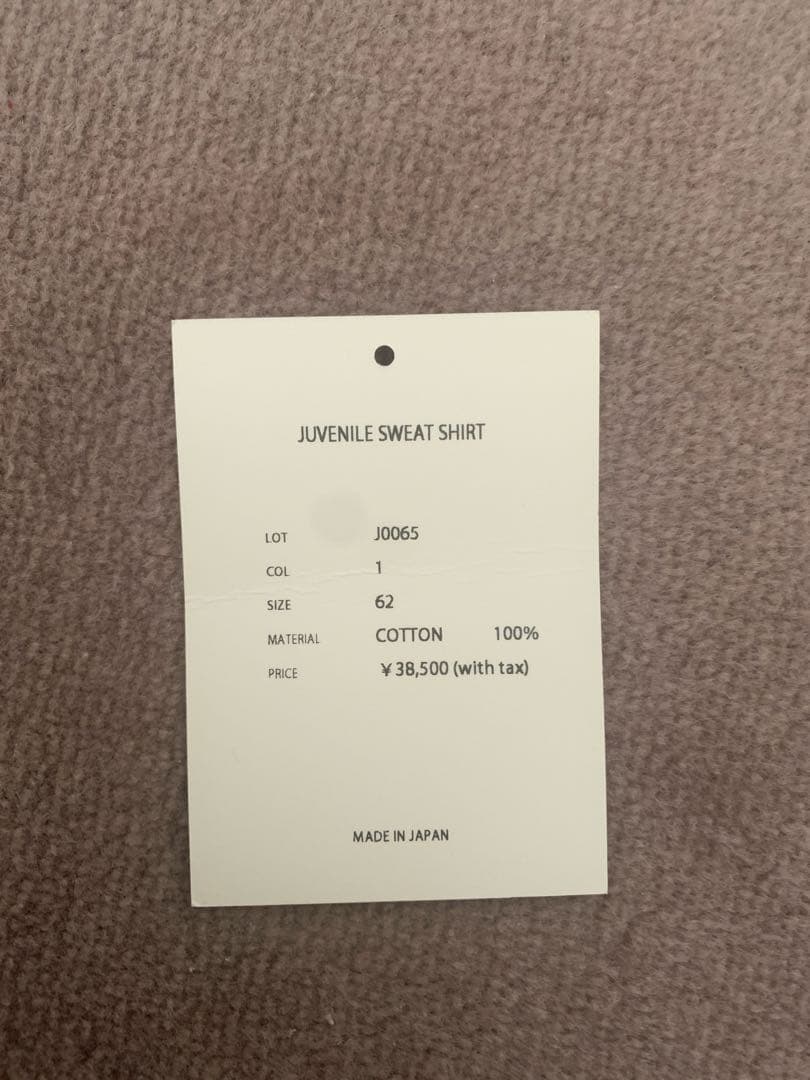 JUVENILE SWEAT SHIRT
LOT J0065
COL 1
SIZE 62
MATERIAL COTTON 100%
PRICE ¥38,500 (with tax)
MADE IN JAPAN